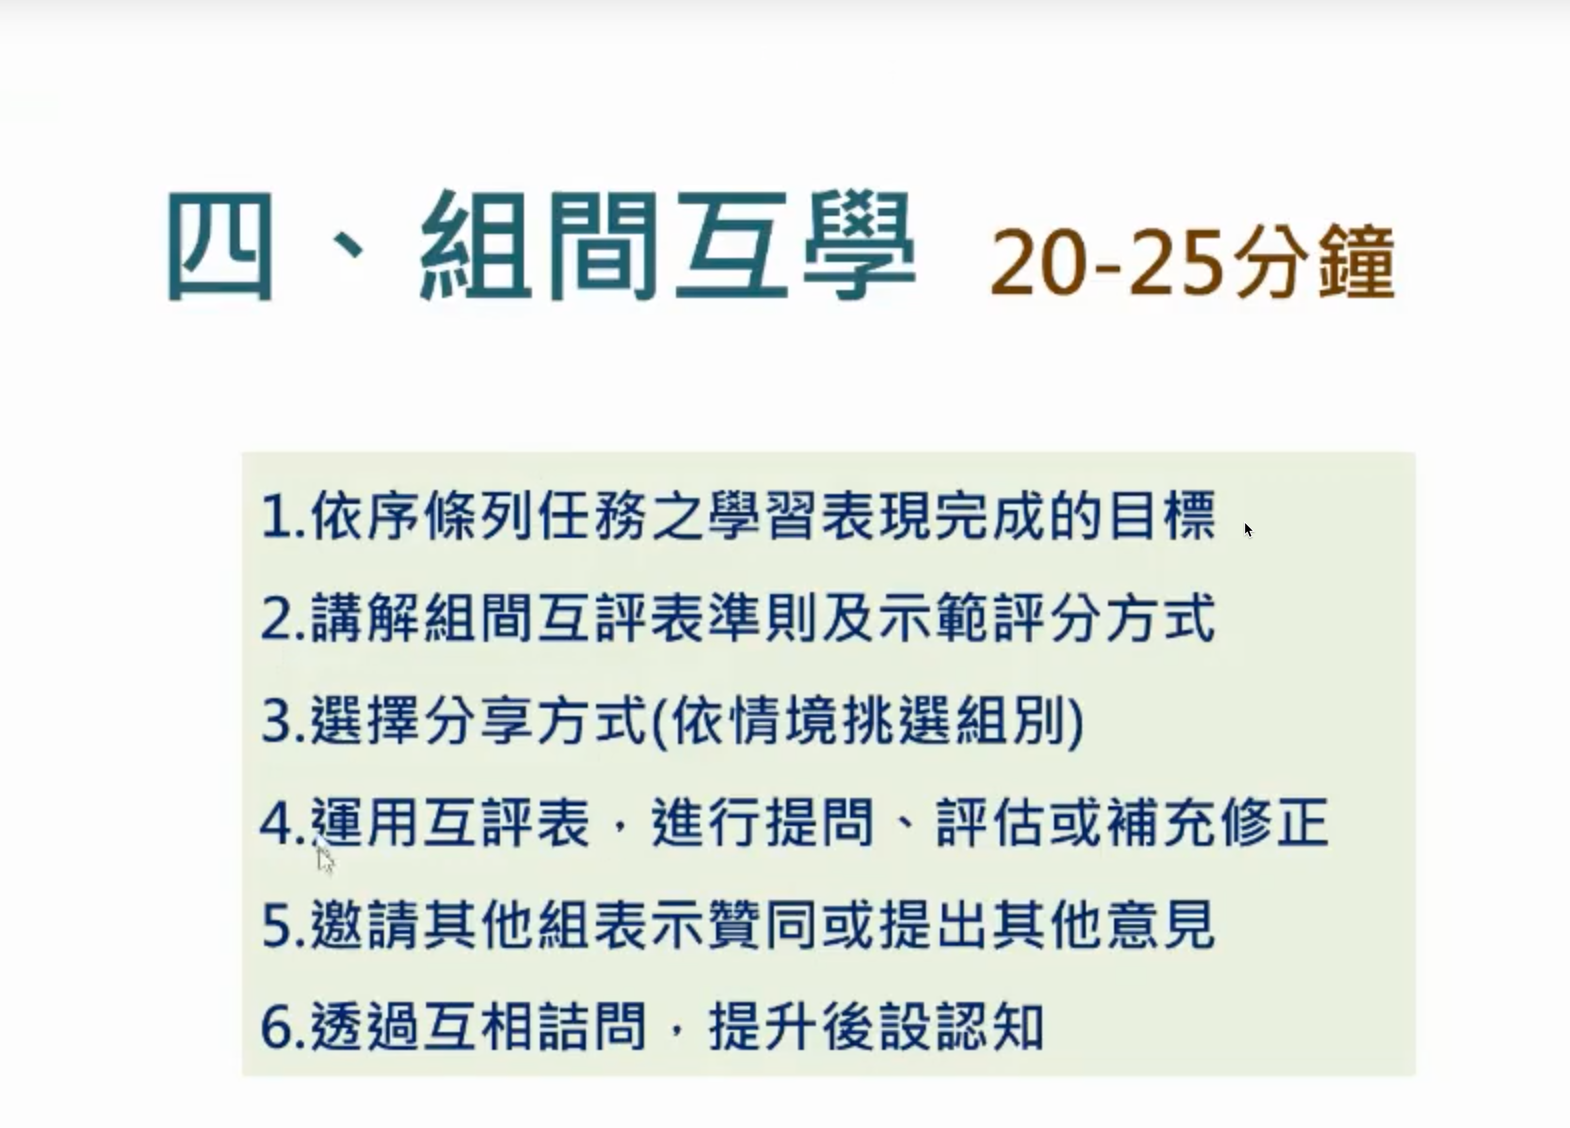 四、組間互學 20-25分鐘
1.依序條列任務之學習表現完成的目標
2.講解組間互評表準則及示範評分方式
3.選擇分享方式(依情境挑選組別)
4.運用互評表，進行提問、評估或補充修正
5.邀請其他組表示贊同或提出其他意見
6.透過互相詰問，提升後設認知